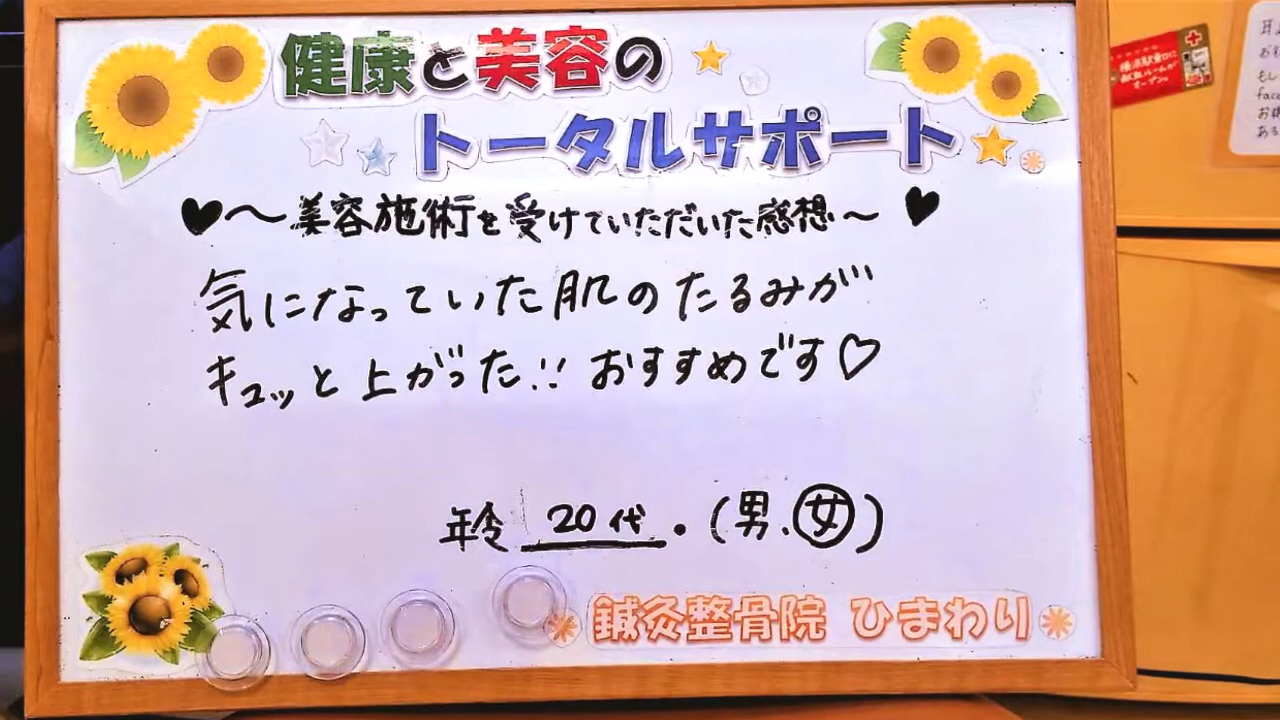 健康と美容の
トータルサポート
♥〜美容施術を受けていただいた感想〜♥
気になっていた肌のたるみが
キュッと上がった!! おすすめです♡
年令 20代・(男・女)
鍼灸整骨院 ひまわり